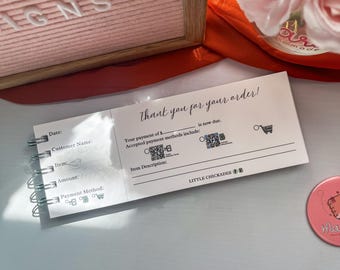 IGNS
Date:
Customer Name:
Item:
Amount:
Payment Method:
Thank you for your order!
Your payment of $ is now due.
Accepted payment methods include:
Item Description:
LITTLE CHICKADEE